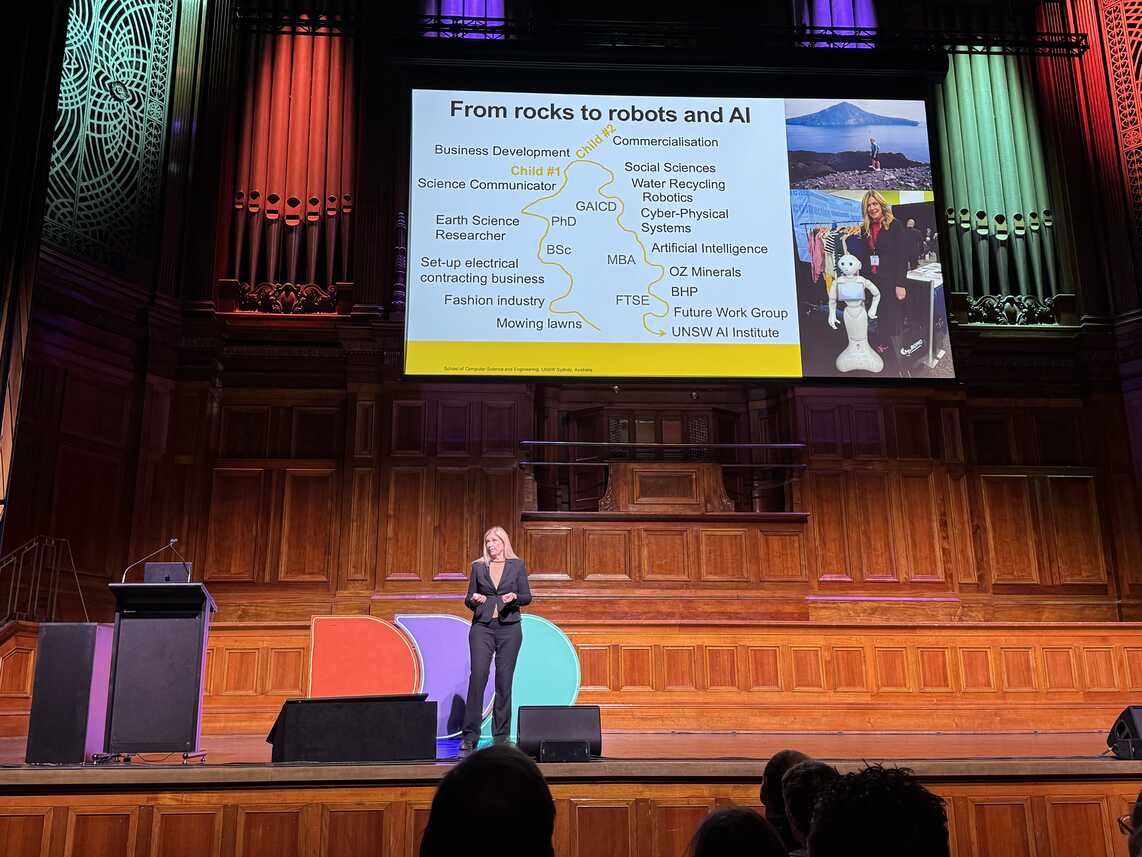 From rocks to robots and AI
Child #2
Commercialisation
Business Development
Child #1
Social Sciences
Science Communicator
Water Recycling
Robotics
GAICD
Cyber-Physical
Systems
Earth Science
Researcher
PhD
Artificial Intelligence
BSc
MBA
Set-up electrical
contracting business
OZ Minerals
BHP
Fashion industry
FTSE
Future Work Group
Mowing lawns
UNSW AI Institute
School of Computer Science and Engineering, UNSW Sydney, Australia